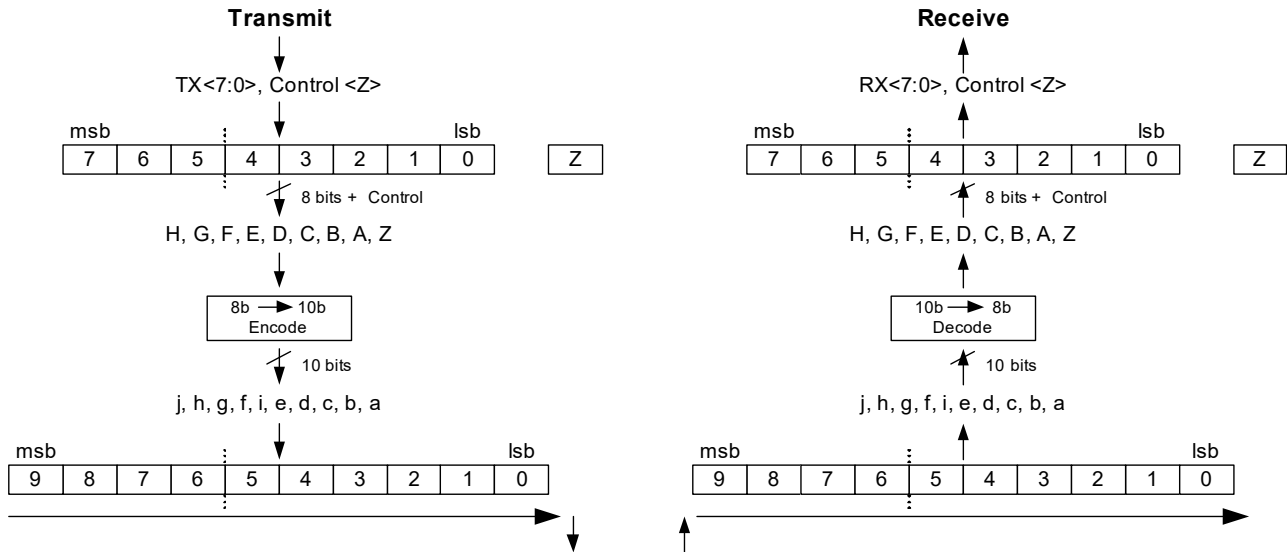 Transmit
TX<7:0>, Control <Z>
msb lsb
7 6 5 4 3 2 1 0 Z
8 bits + Control
H, G, F, E, D, C, B, A, Z
8b 10b
Encode
10 bits
j, h, g, f, i, e, d, c, b, a
msb lsb
9 8 7 6 5 4 3 2 1 0
Receive
RX<7:0>, Control <Z>
msb lsb
7 6 5 4 3 2 1 0 Z
8 bits + Control
H, G, F, E, D, C, B, A, Z
10b 8b
Decode
10 bits
j, h, g, f, i, e, d, c, b, a
msb lsb
9 8 7 6 5 4 3 2 1 0